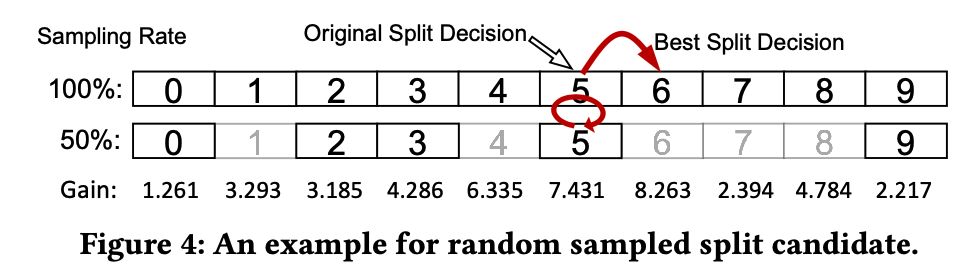 Sampling Rate
Original Split Decision
Best Split Decision
100%: 0 1 2 3 4 5 6 7 8 9
50%: 0 1 2 3 4 5 6 7 8 9
Gain: 1.261 3.293 3.185 4.286 6.335 7.431 8.263 2.394 4.784 2.217
Figure 4: An example for random sampled split candidate.